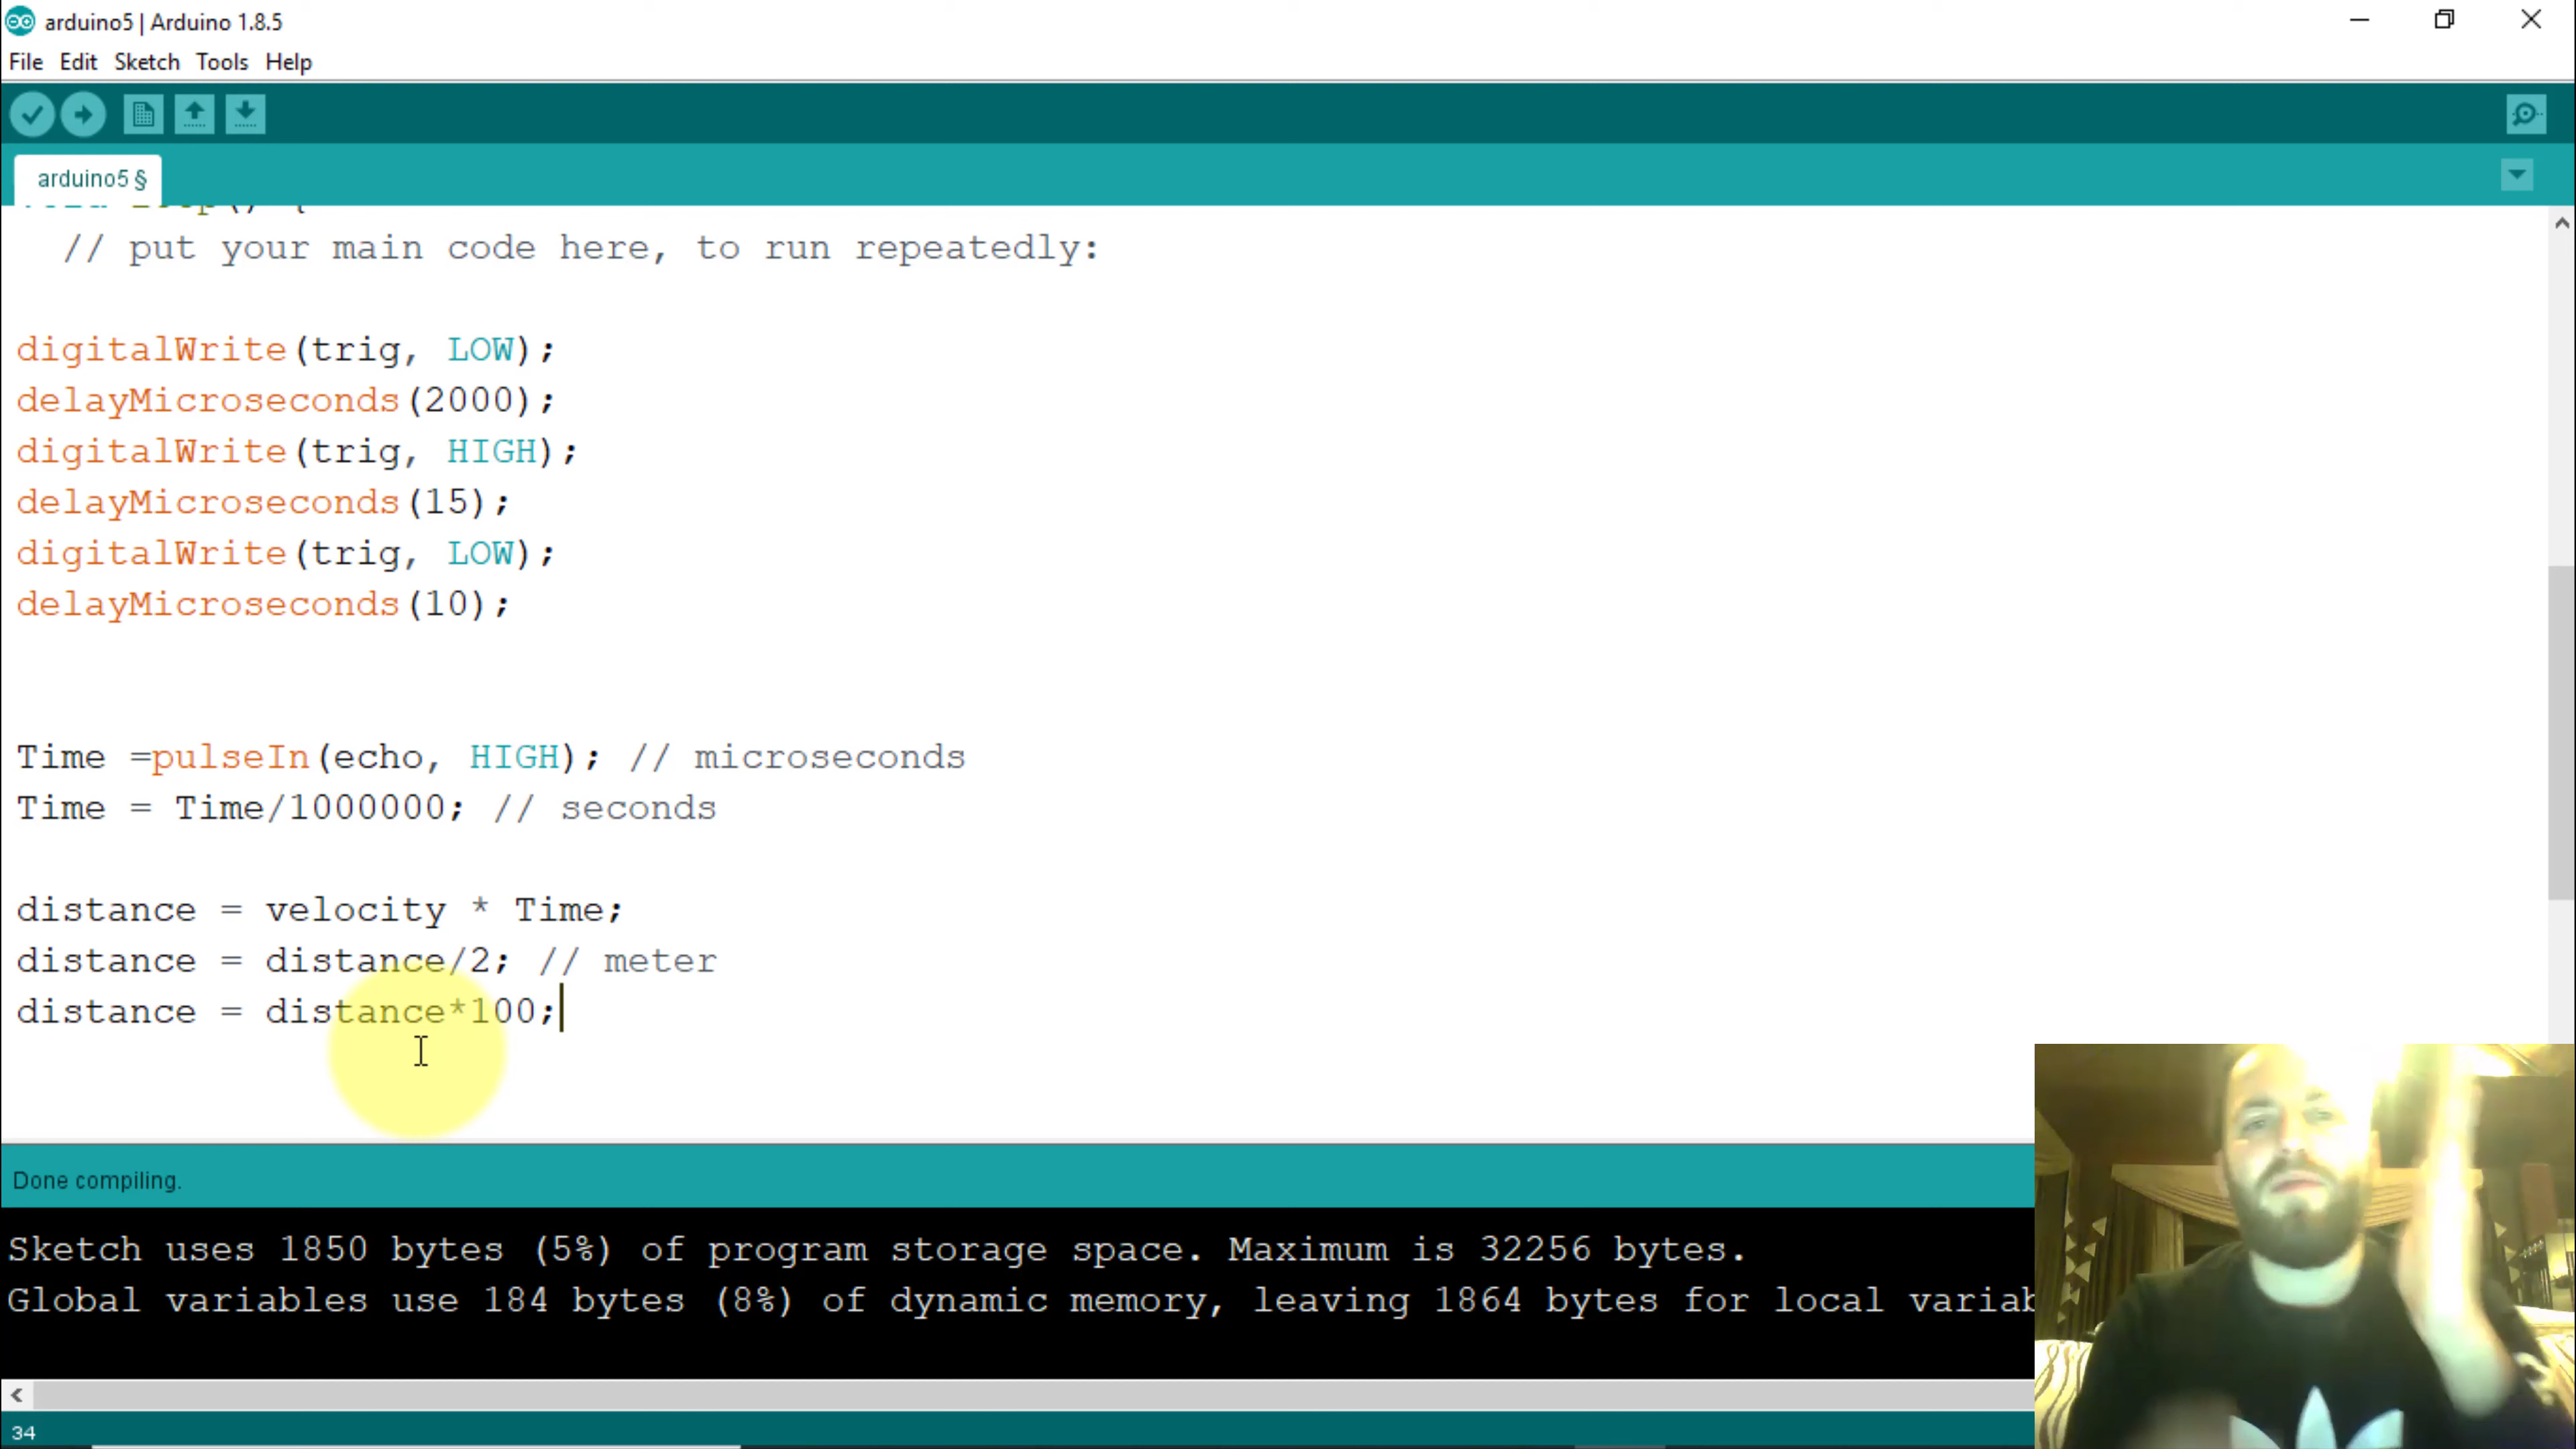 arduino5 | Arduino 1.8.5
File Edit Sketch Tools Help
arduino5 §
// put your main code here, to run repeatedly:
digitalWrite(trig, LOW);
delayMicroseconds(2000);
digitalWrite(trig, HIGH);
delayMicroseconds(15);
digitalWrite(trig, LOW);
delayMicroseconds(10);
Time =pulseIn(echo, HIGH); // microseconds
Time = Time/1000000; // seconds
distance = velocity * Time;
distance = distance/2; // meter
distance = distance*100;
Done compiling.
Sketch uses 1850 bytes (5%) of program storage space. Maximum is 32256 bytes.
Global variables use 184 bytes (8%) of dynamic memory, leaving 1864 bytes for local variab
34